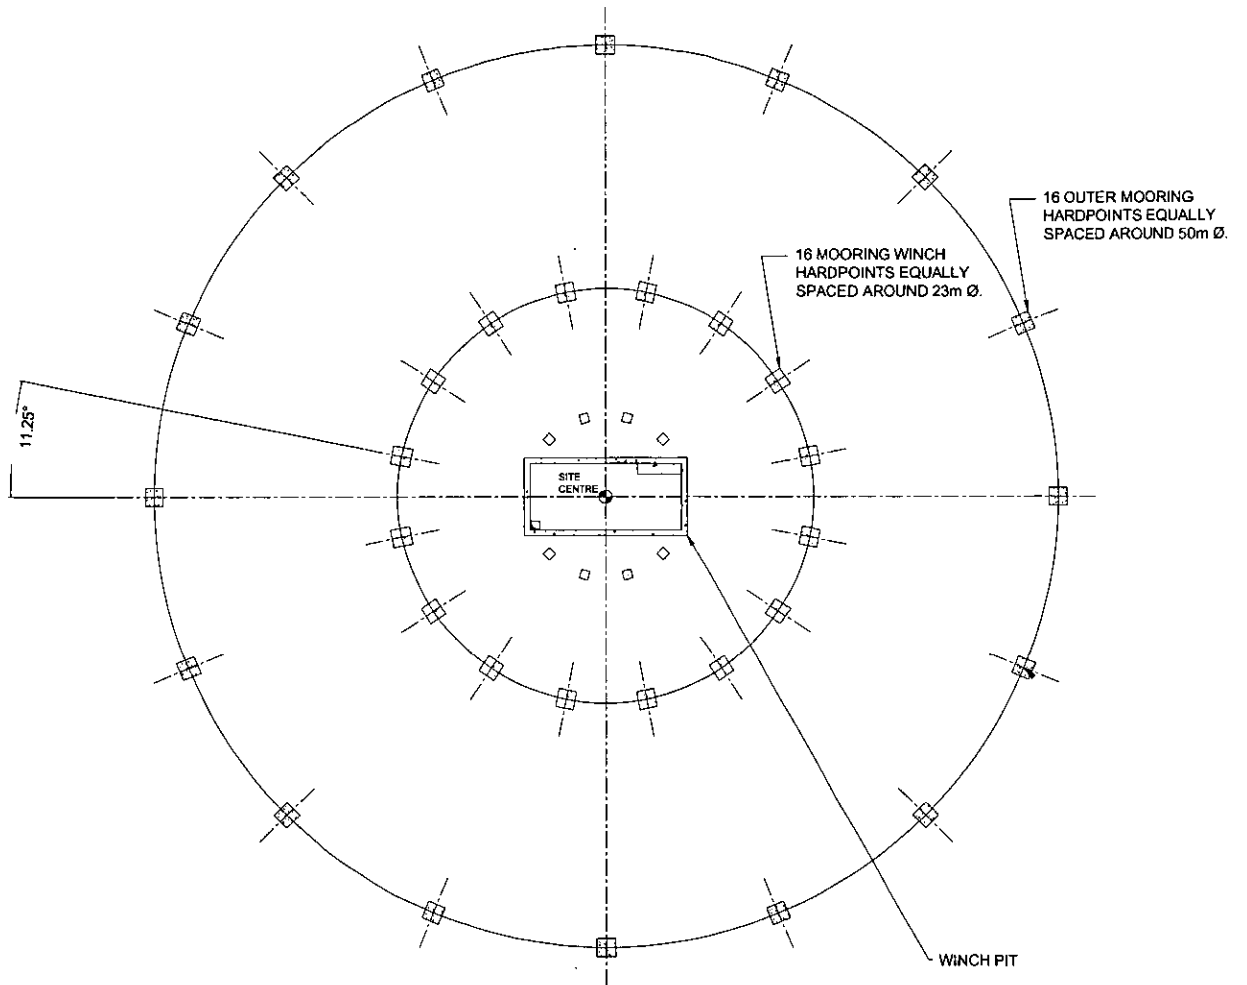 16 OUTER MOORING
HARDPOINTS EQUALLY
SPACED AROUND 50m Ø.
16 MOORING WINCH
HARDPOINTS EQUALLY
SPACED AROUND 23m Ø.
11.25°
SITE
CENTRE
WINCH PIT